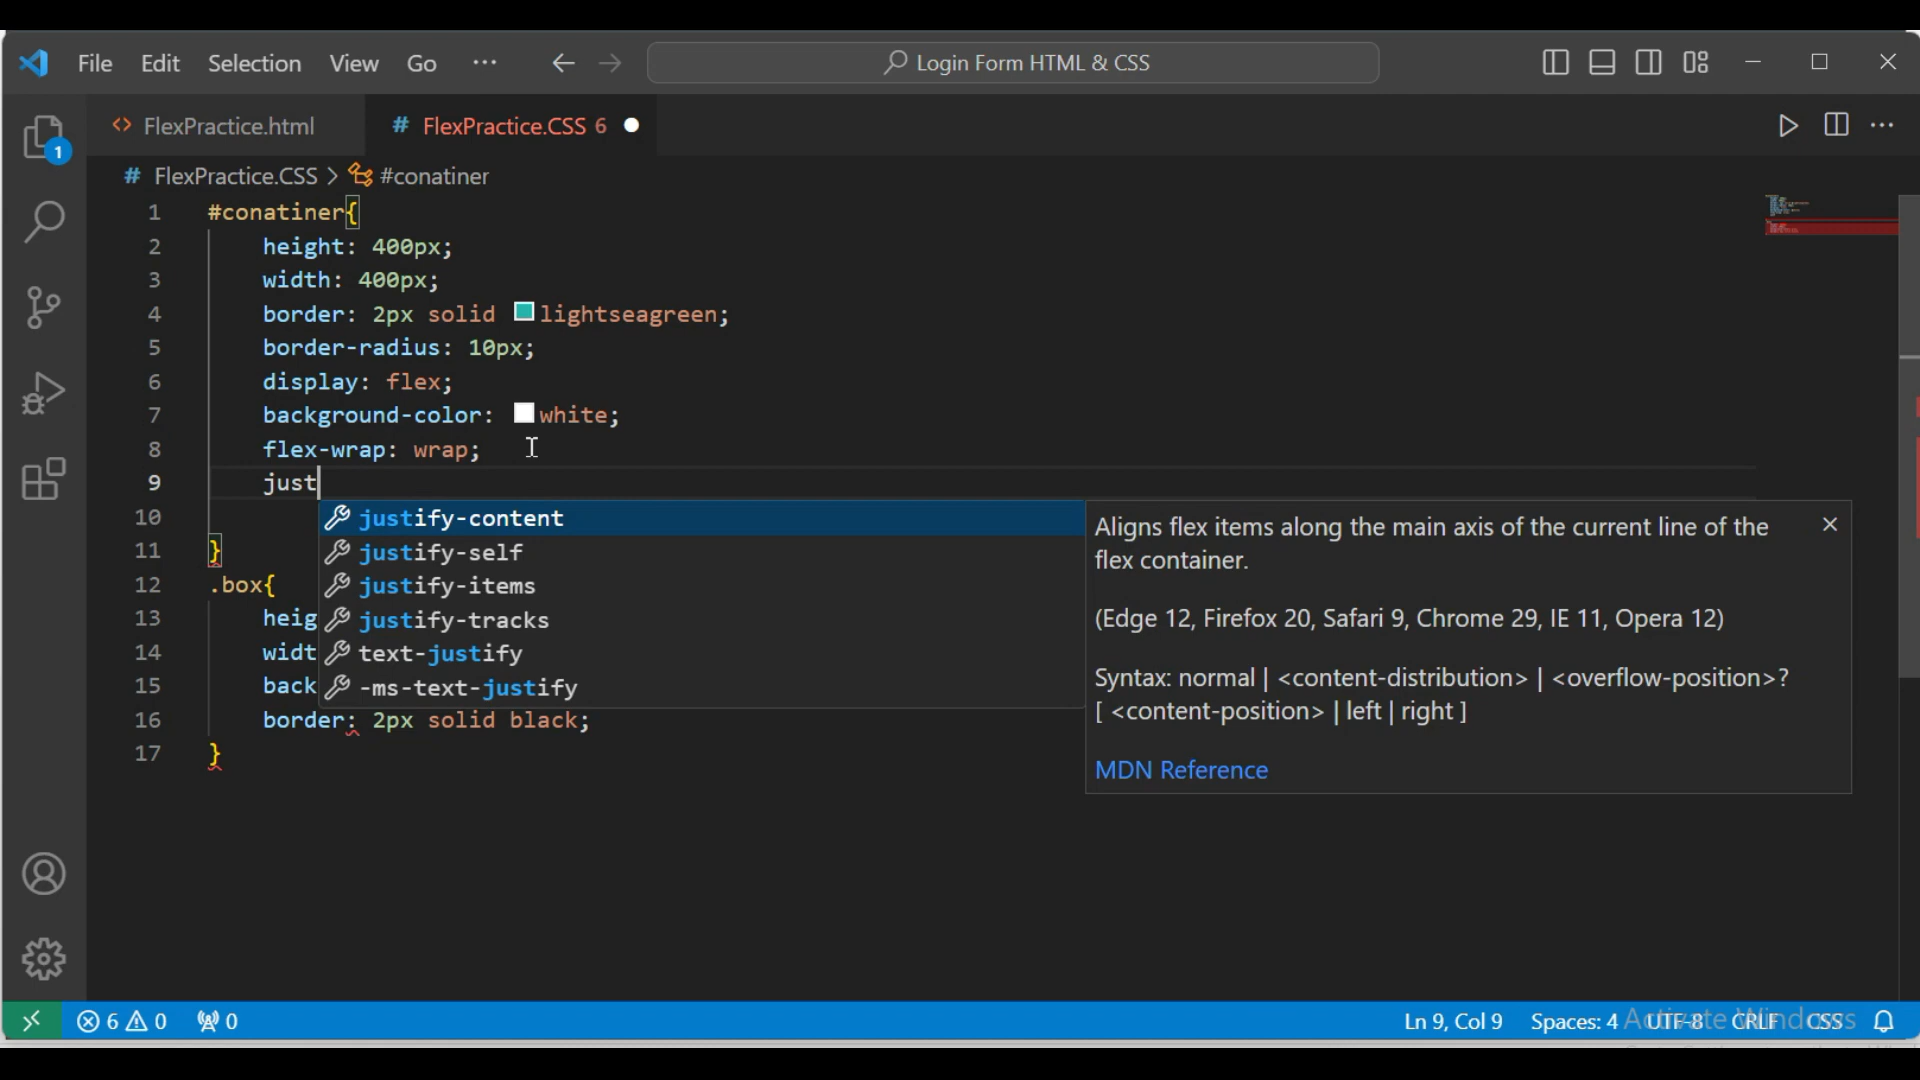 File Edit Selection View Go ··· Login Form HTML & CSS
FlexPractice.html # FlexPractice.CSS 6
1
# FlexPractice.CSS > #conatiner
1 #conatiner{
2 height: 400px;
3 width: 400px;
4 border: 2px solid lightseagreen;
5 border-radius: 10px;
6 display: flex;
7 background-color: white;
8 flex-wrap: wrap;
9 just
10
11 }
12 .box{
13 heig
14 widt
15 back
16 border: 2px solid black;
17 }
justify-content
justify-self
justify-items
justify-tracks
text-justify
-ms-text-justify
Aligns flex items along the main axis of the current line of the
flex container.
(Edge 12, Firefox 20, Safari 9, Chrome 29, IE 11, Opera 12)
Syntax: normal | <content-distribution> | <overflow-position>?
[ <content-position> | left | right ]
MDN Reference
6 0 0 Ln 9, Col 9 Spaces: 4 UTF-8 CRLF CSS
Activate Windows